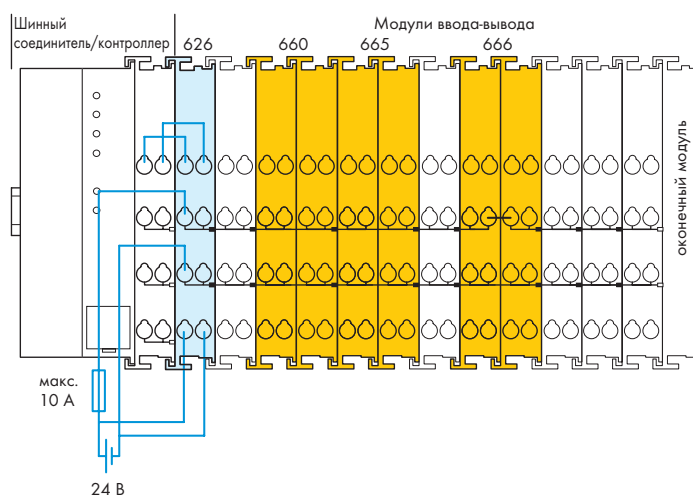 Шинный
соединитель/контроллер
Модули ввода-вывода
626
660
665
666
оконечный модуль
макс.
10 А
24 В